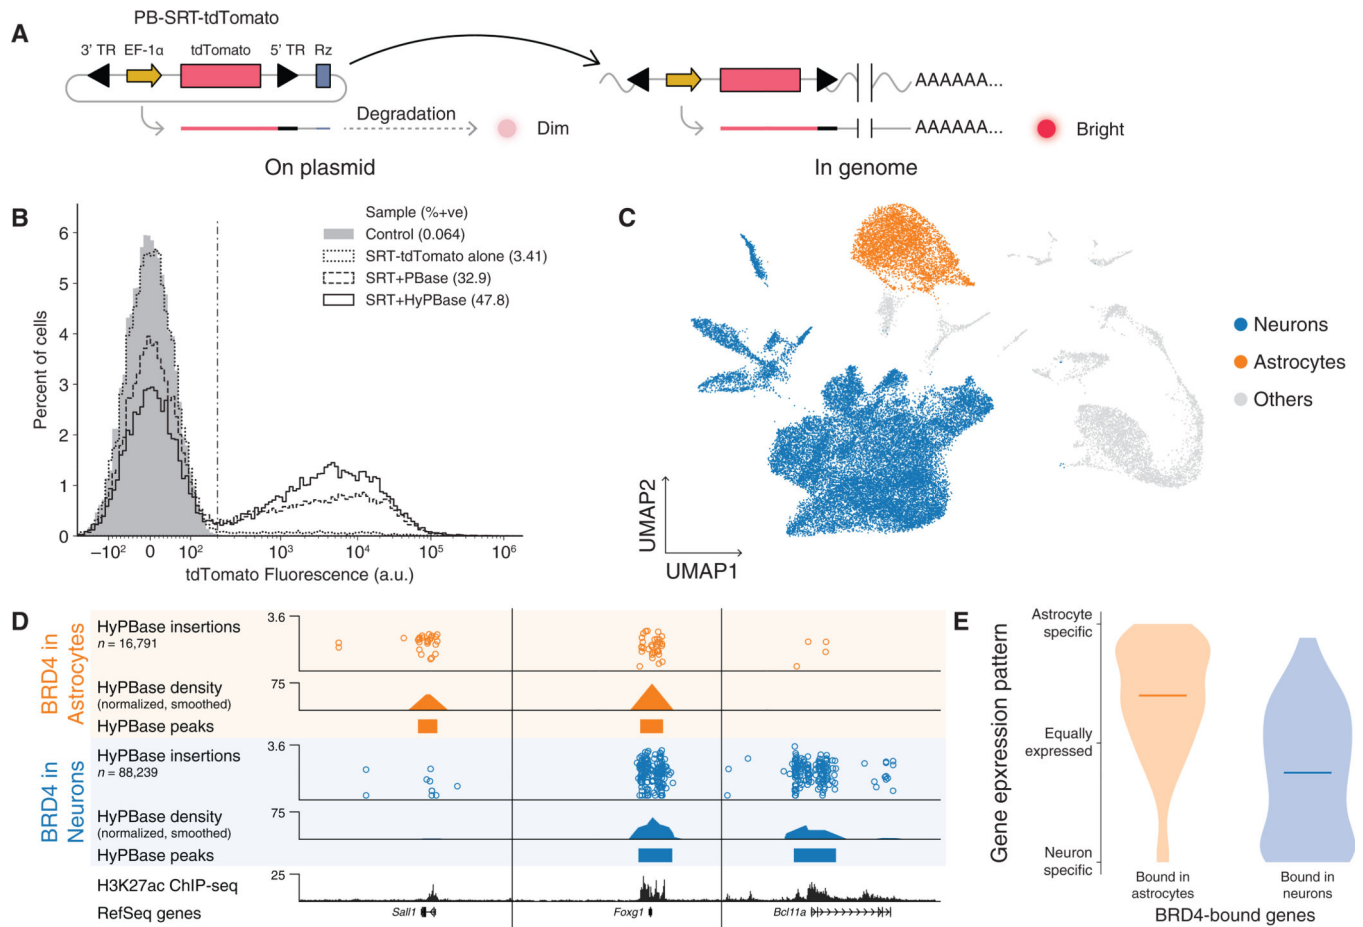 A
PB-SRT-tdTomato
3' TR
EF-1α
tdTomato
5' TR
Rz
Degradation
Dim
On plasmid
AAAAAA...
AAAAAA...
Bright
In genome
B
Percent of cells
6
5
4
3
2
1
0
Sample (%+ve)
Control (0.064)
SRT-tdTomato alone (3.41)
SRT+PBase (32.9)
SRT+HyPBase (47.8)
−10²
0
10²
10³
10⁴
10⁵
10⁶
tdTomato Fluorescence (a.u.)
C
Neurons
Astrocytes
Others
UMAP2
UMAP1
D
BRD4 in
Astrocytes
HyPBase insertions
n = 16,791
3.6
HyPBase density
(normalized, smoothed)
75
HyPBase peaks
BRD4 in
Neurons
HyPBase insertions
n = 88,239
3.6
HyPBase density
(normalized, smoothed)
75
HyPBase peaks
H3K27ac ChIP-seq
25
RefSeq genes
Sall1
Foxg1
Bcl11a
E
Gene epxression pattern
Astrocyte
specific
Equally
expressed
Neuron
specific
Bound in
astrocytes
Bound in
neurons
BRD4-bound genes